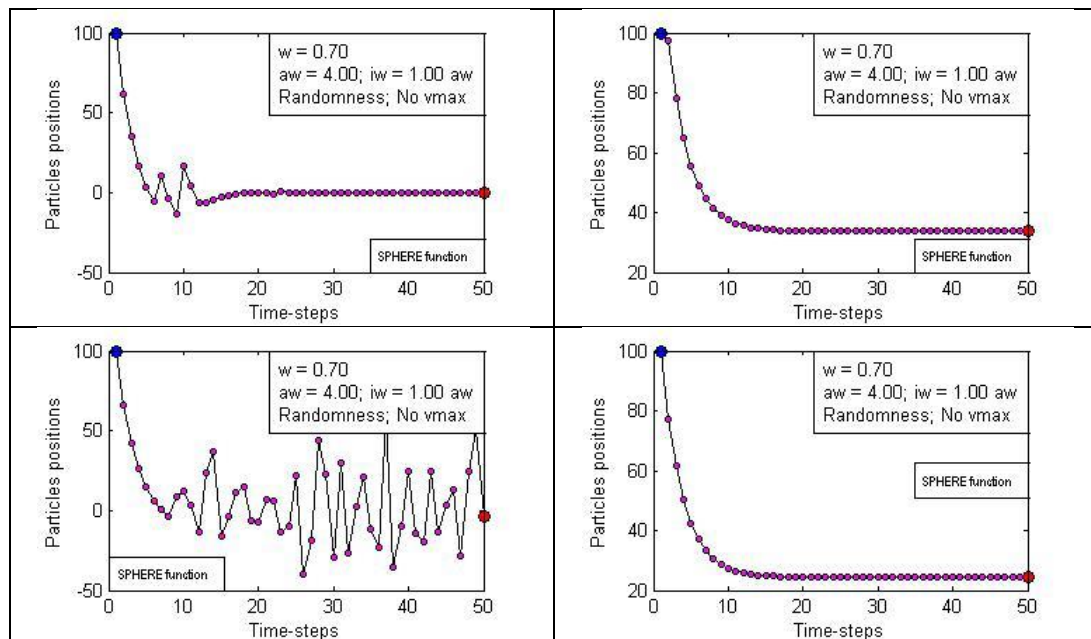 100
50
0
-50
Particles positions
w = 0.70
aw = 4.00; iw = 1.00 aw
Randomness; No vmax
SPHERE function
0 10 20 30 40 50
Time-steps
100
80
60
40
20
Particles positions
w = 0.70
aw = 4.00; iw = 1.00 aw
Randomness; No vmax
SPHERE function
0 10 20 30 40 50
Time-steps
100
50
0
-50
Particles positions
w = 0.70
aw = 4.00; iw = 1.00 aw
Randomness; No vmax
SPHERE function
0 10 20 30 40 50
Time-steps
100
80
60
40
20
Particles positions
w = 0.70
aw = 4.00; iw = 1.00 aw
Randomness; No vmax
SPHERE function
0 10 20 30 40 50
Time-steps